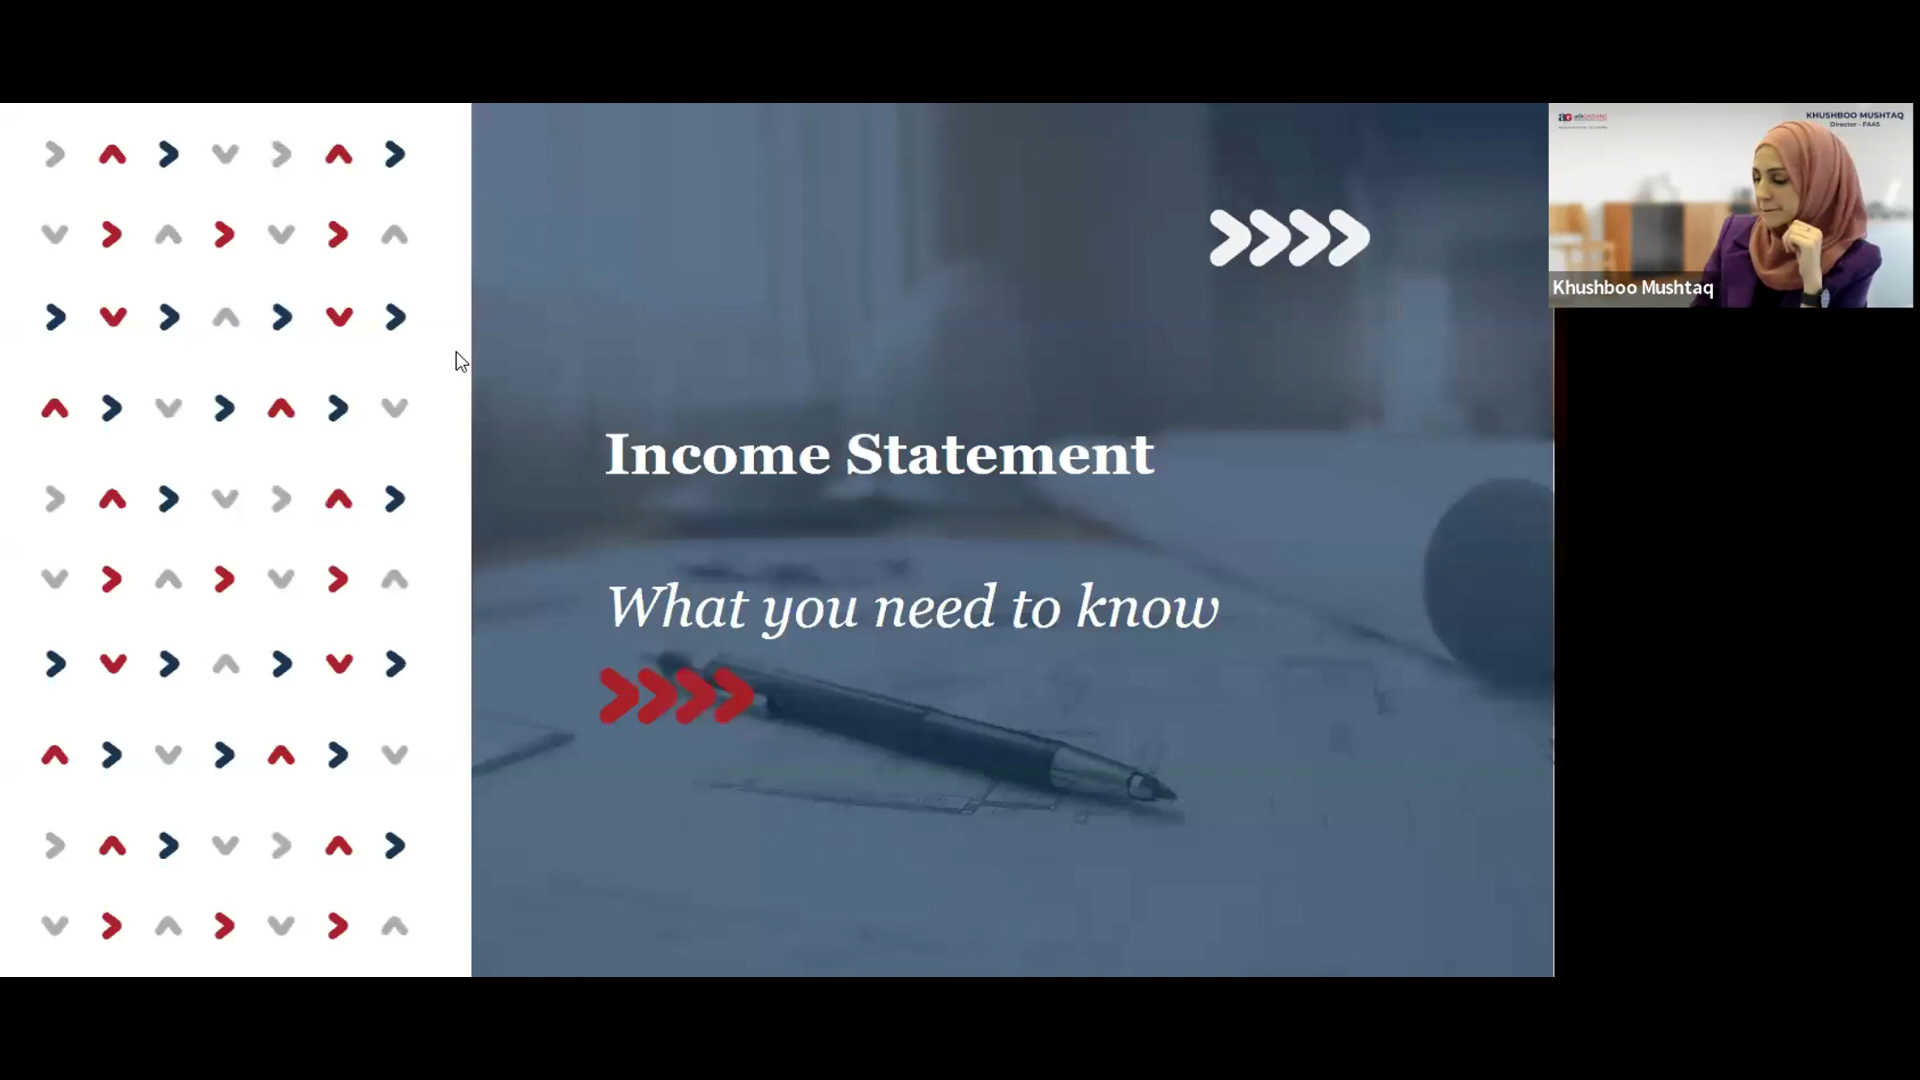 Income Statement
What you need to know
KHUSHBOO MUSHTAQ
Director - FAAS
Khushboo Mushtaq